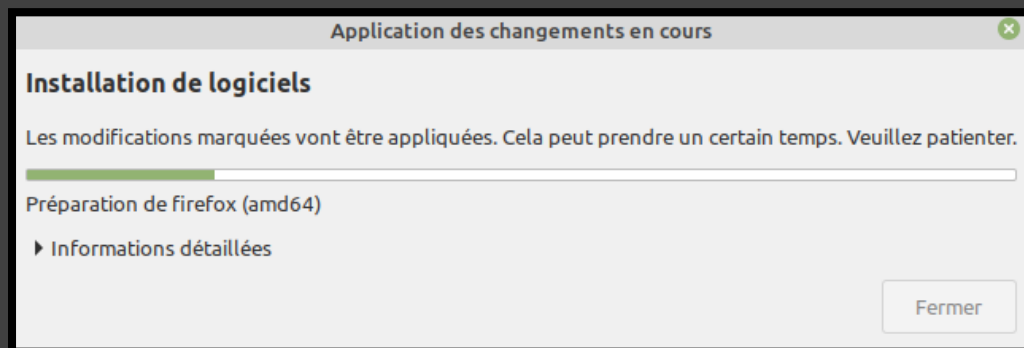 Application des changements en cours
Installation de logiciels
Les modifications marquées vont être appliquées. Cela peut prendre un certain temps. Veuillez patienter.
Préparation de firefox (amd64)
Informations détaillées
Fermer